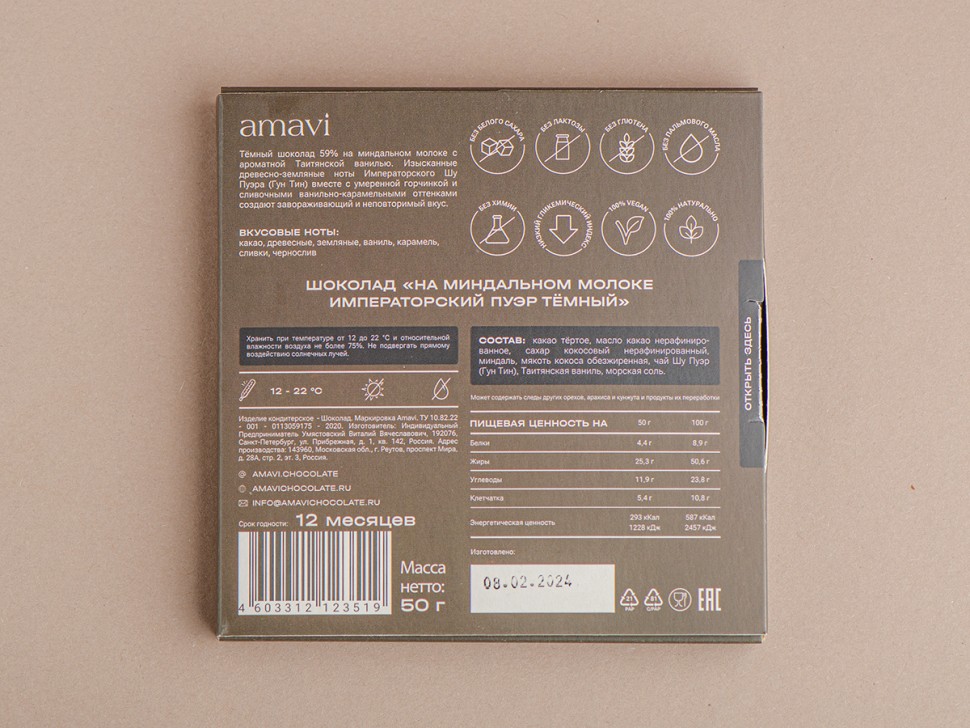 amavi
Тёмный шоколад 59% на миндальном молоке с
ароматной Таитянской ванилью. Изысканные
древесно-земляные ноты Императорского Шу
Пуэра (Гун Тин) вместе с умеренной горчинкой и
сливочными ванильно-карамельными оттенками
создают завораживающий и неповторимый вкус.
ВКУСОВЫЕ НОТЫ:
какао, древесные, земляные, ваниль, карамель,
сливки, чернослив
БЕЗ БЕЛОГО САХАРА
БЕЗ ЛАКТОЗЫ
БЕЗ ГЛЮТЕНА
БЕЗ ПАЛЬМОВОГО МАСЛА
БЕЗ ХИМИИ
НИЗКИЙ ГЛИКЕМИЧЕСКИЙ ИНДЕКС
100% VEGAN
100% НАТУРАЛЬНО
ШОКОЛАД «НА МИНДАЛЬНОМ МОЛОКЕ
ИМПЕРАТОРСКИЙ ПУЭР ТЁМНЫЙ»
Хранить при температуре от 12 до 22 °С и относительной
влажности воздуха не более 75%. Не подвергать прямому
воздействию солнечных лучей.
12 - 22 °С
Изделие кондитерское - Шоколад. Маркировка Amavi. ТУ 10.82.22
- 001 - 0113059175 - 2020. Изготовитель: Индивидуальный
Предприниматель Умястовский Виталий Вячеславович, 192076,
Санкт-Петербург, ул. Прибрежная, д. 1, кв. 142, Россия. Адрес
производства: 143960, Московская обл., г. Реутов, проспект Мира,
д. 28А, стр. 2, эт. 3, Россия.
AMAVI.CHOCOLATE
AMAVICHOCOLATE.RU
INFO@AMAVICHOCOLATE.RU
Срок годности: 12 месяцев
4 603312 123519
Масса
нетто:
50 г
СОСТАВ: какао тёртое, масло какао нерафиниро-
ванное, сахар кокосовый нерафинированный,
миндаль, мякоть кокоса обезжиренная, чай Шу Пуэр
(Гун Тин), Таитянская ваниль, морская соль.
Может содержать следы других орехов, арахиса и кунжута и продукты их переработки
ПИЩЕВАЯ ЦЕННОСТЬ НА 50 г 100 г
Белки 4,4 г 8,9 г
Жиры 25,3 г 50,6 г
Углеводы 11,9 г 23,8 г
Клетчатка 5,4 г 10,8 г
Энергетическая ценность 293 кКал 587 кКал
1228 кДж 2457 кДж
Изготовлено:
08.02.2024
21
PAP
81
C/PAP
EAC
ОТКРЫТЬ ЗДЕСЬ